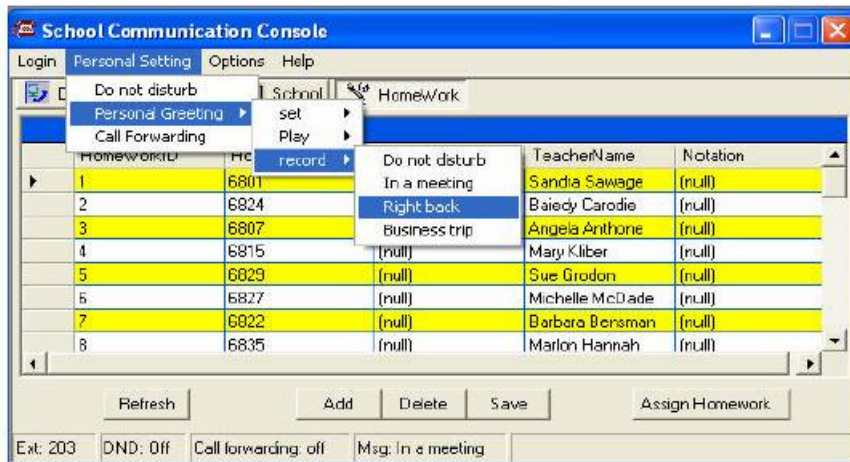 School Communication Console
Login Personal Setting Options Help
Do not disturb School HomeWork
Personal Greeting set
Call Forwarding Play
HomeworkID record Do not disturb TeacherName Notation
1 6801 In a meeting Sandia Sawage (null)
2 6824 Right back Baiedy Carodie (null)
3 6807 Business trip Angela Anthone (null)
4 6815 (null) Mary Kliber (null)
5 6829 (null) Sue Grodon (null)
6 6827 (null) Michelle McDade (null)
7 6822 (null) Barbara Bensman (null)
8 6835 (null) Marlon Hannah (null)
Refresh Add Delete Save Assign Homework
Ext: 203 DND: Off Call forwarding: off Msg: In a meeting